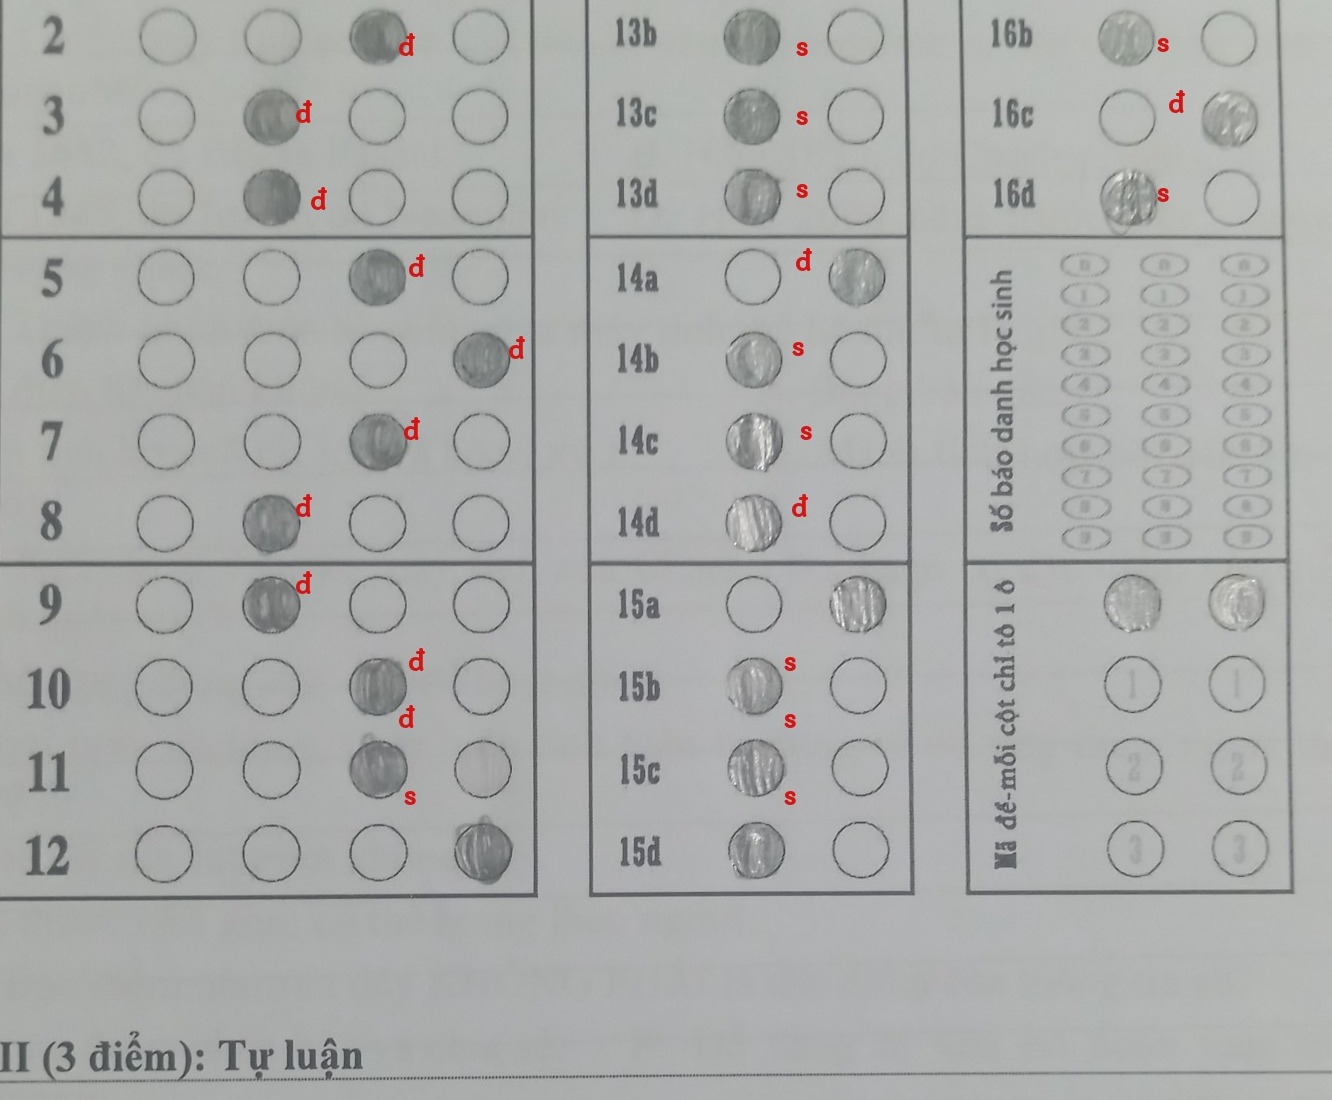 2 đ
3 đ
4 đ
5 đ
6 đ
7 đ
8 đ
9 đ
10 đ
đ
11 s
12
13b s
13c s
13d s
14a đ
14b s
14c s
14d đ
15a
15b s
s
15c s
15d
16b s
16c đ
16d s
Số báo danh học sinh
0 0 0
1 1 1
2 2 2
3 3 3
4 4 4
5 5 5
6 6 6
7 7 7
8 8 8
9 9 9
Mã đề-mỗi cột chỉ tô 1 ô
1 1
2 2
3 3
II (3 điểm): Tự luận